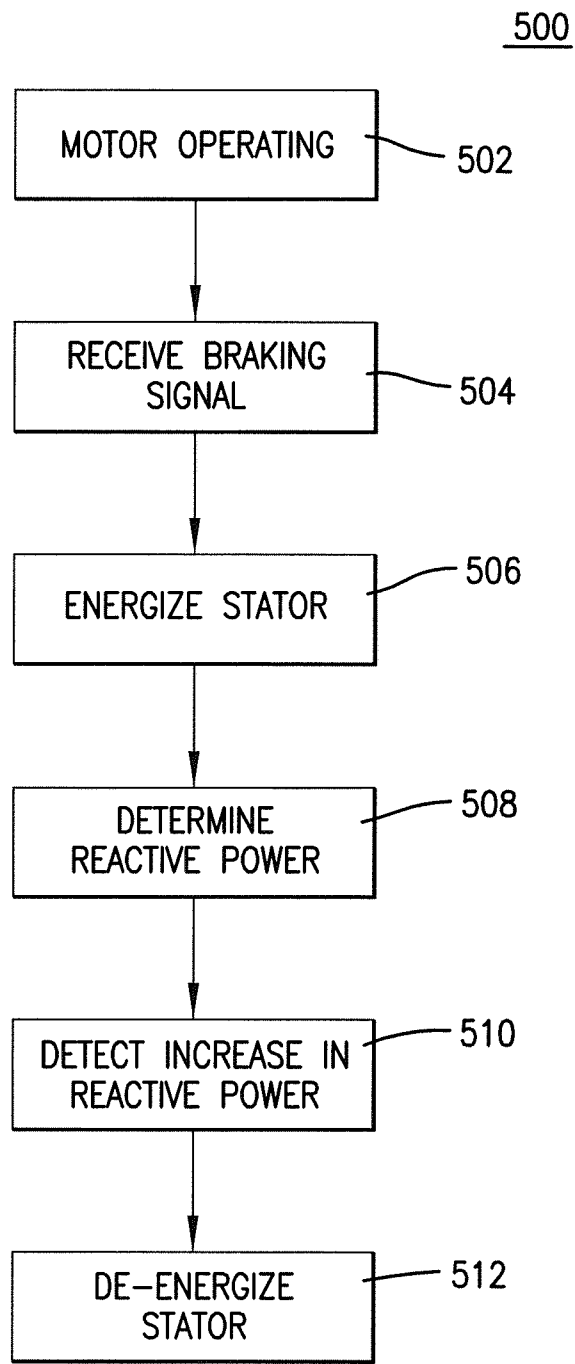 500
MOTOR OPERATING
502
RECEIVE BRAKING
SIGNAL
504
ENERGIZE STATOR
506
DETERMINE
REACTIVE POWER
508
DETECT INCREASE IN
REACTIVE POWER
510
DE-ENERGIZE
STATOR
512